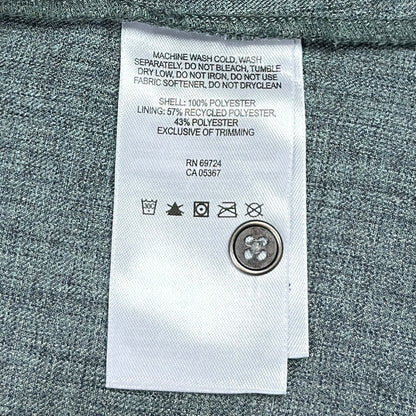 MACHINE WASH COLD, WASH
SEPARATELY, DO NOT BLEACH, TUMBLE
DRY LOW, DO NOT IRON, DO NOT USE
FABRIC SOFTENER, DO NOT DRYCLEAN
SHELL: 100% POLYESTER
LINING: 57% RECYCLED POLYESTER,
43% POLYESTER
EXCLUSIVE OF TRIMMING
RN 69724
CA 05367